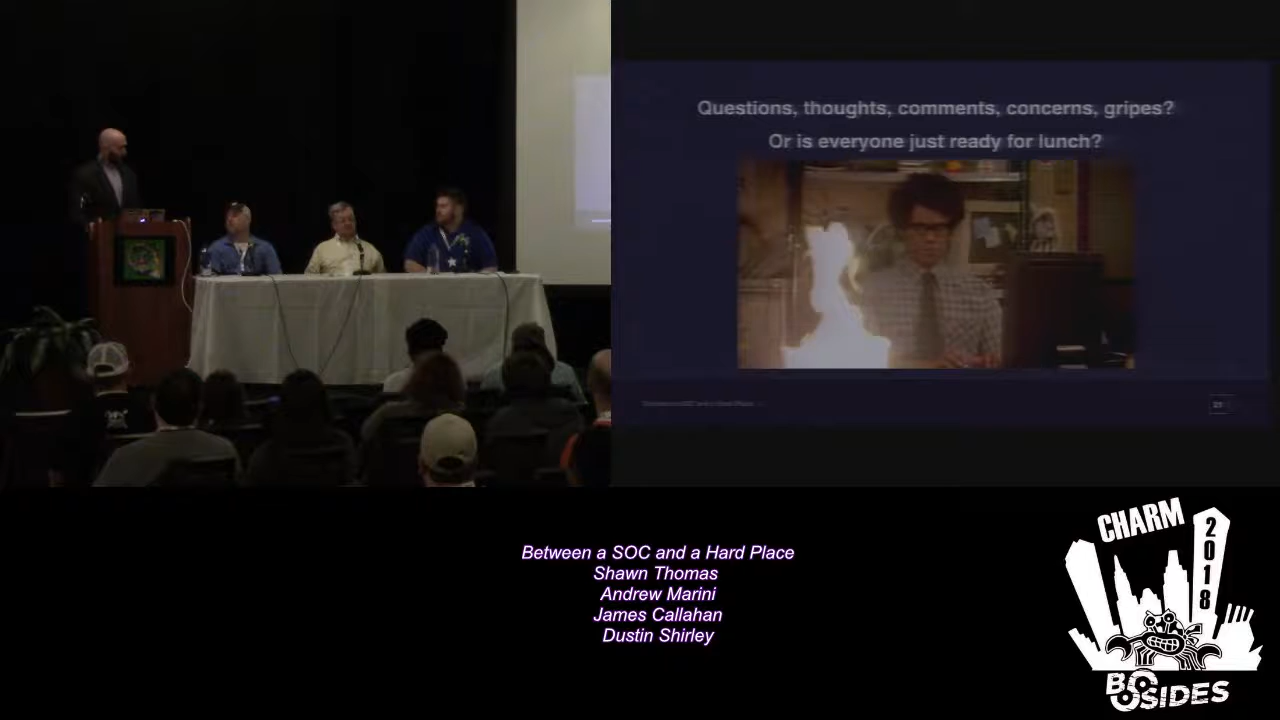 Questions, thoughts, comments, concerns, gripes?
Or is everyone just ready for lunch?
Between a SOC and a Hard Place
Shawn Thomas
Andrew Marini
James Callahan
Dustin Shirley
CHARM
2018
BSIDES